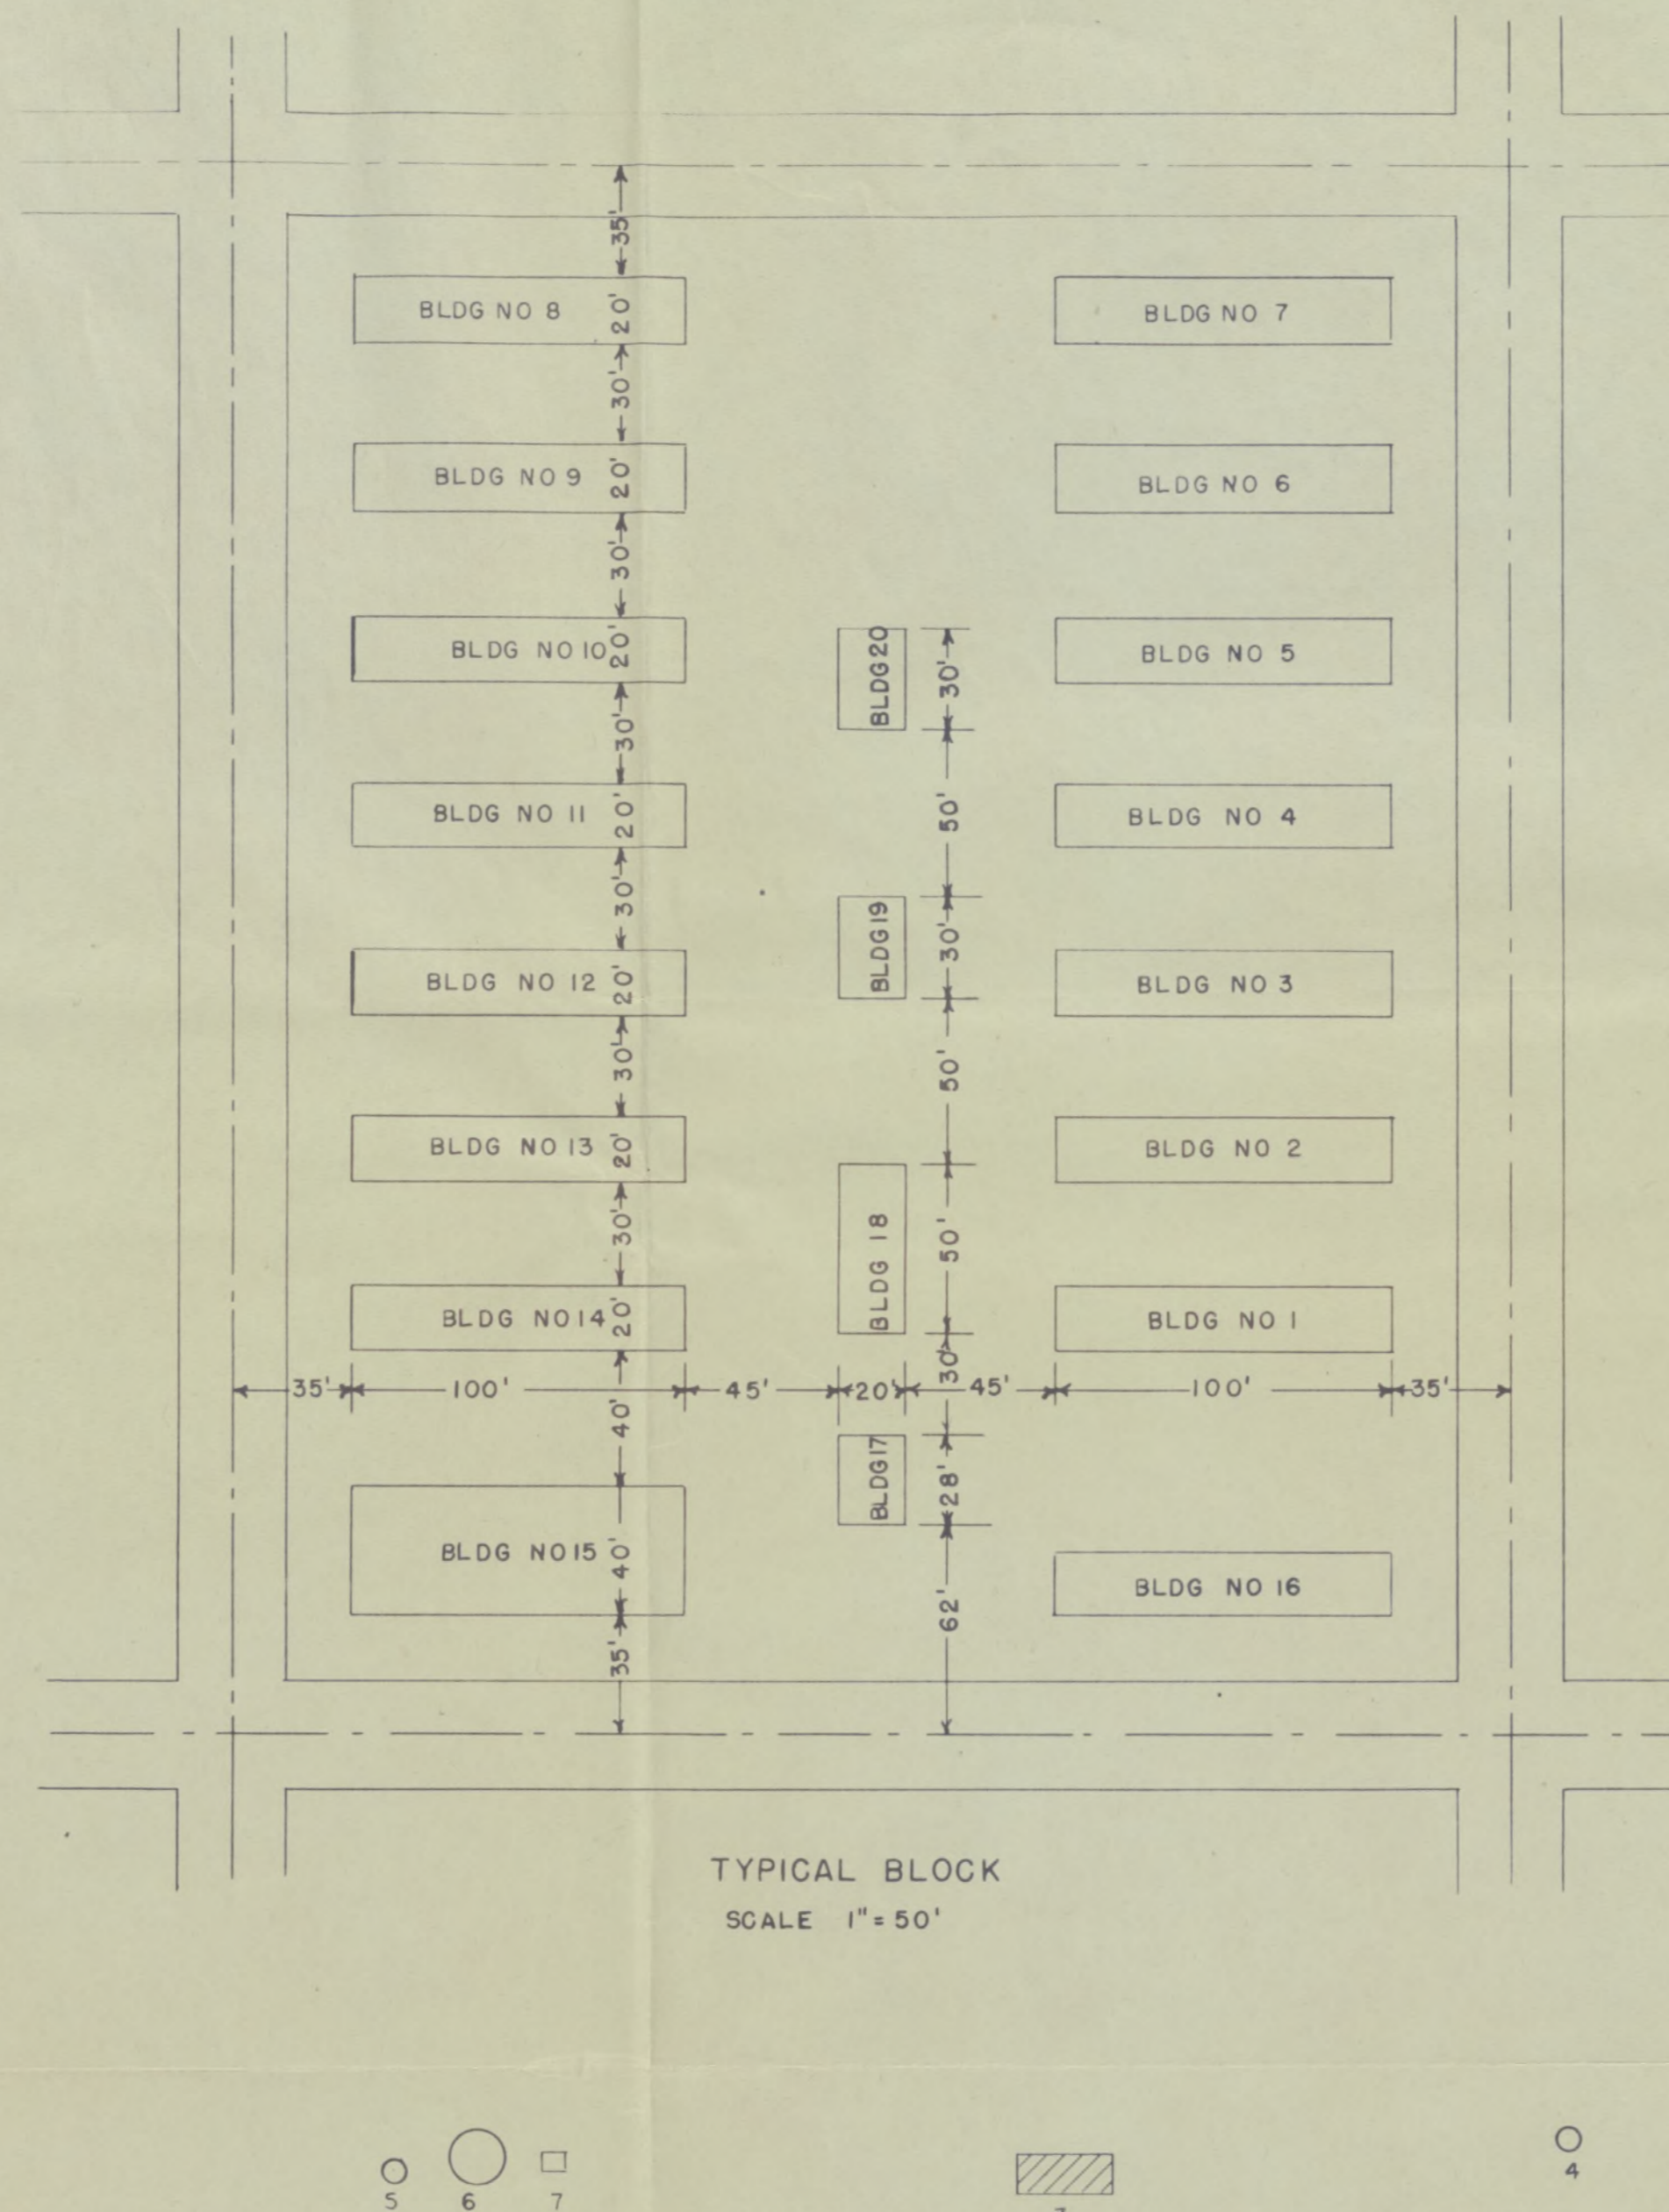 35'
BLDG NO 8 20' BLDG NO 7
30'
BLDG NO 9 20' BLDG NO 6
30'
BLDG NO 10 20' BLDG 20 30' BLDG NO 5
30'
BLDG NO 11 20' 50' BLDG NO 4
30'
BLDG NO 12 20' BLDG 19 30' BLDG NO 3
30' 50'
BLDG NO 13 20' BLDG NO 2
30' BLDG 18 50'
BLDG NO 14 20' BLDG NO 1
30'
35' 100' 45' 20' 45' 100' 35'
40'
BLDG 17 28'
BLDG NO 15 40' BLDG NO 16
35' 62'
TYPICAL BLOCK
SCALE 1"=50'
4
5 6 7